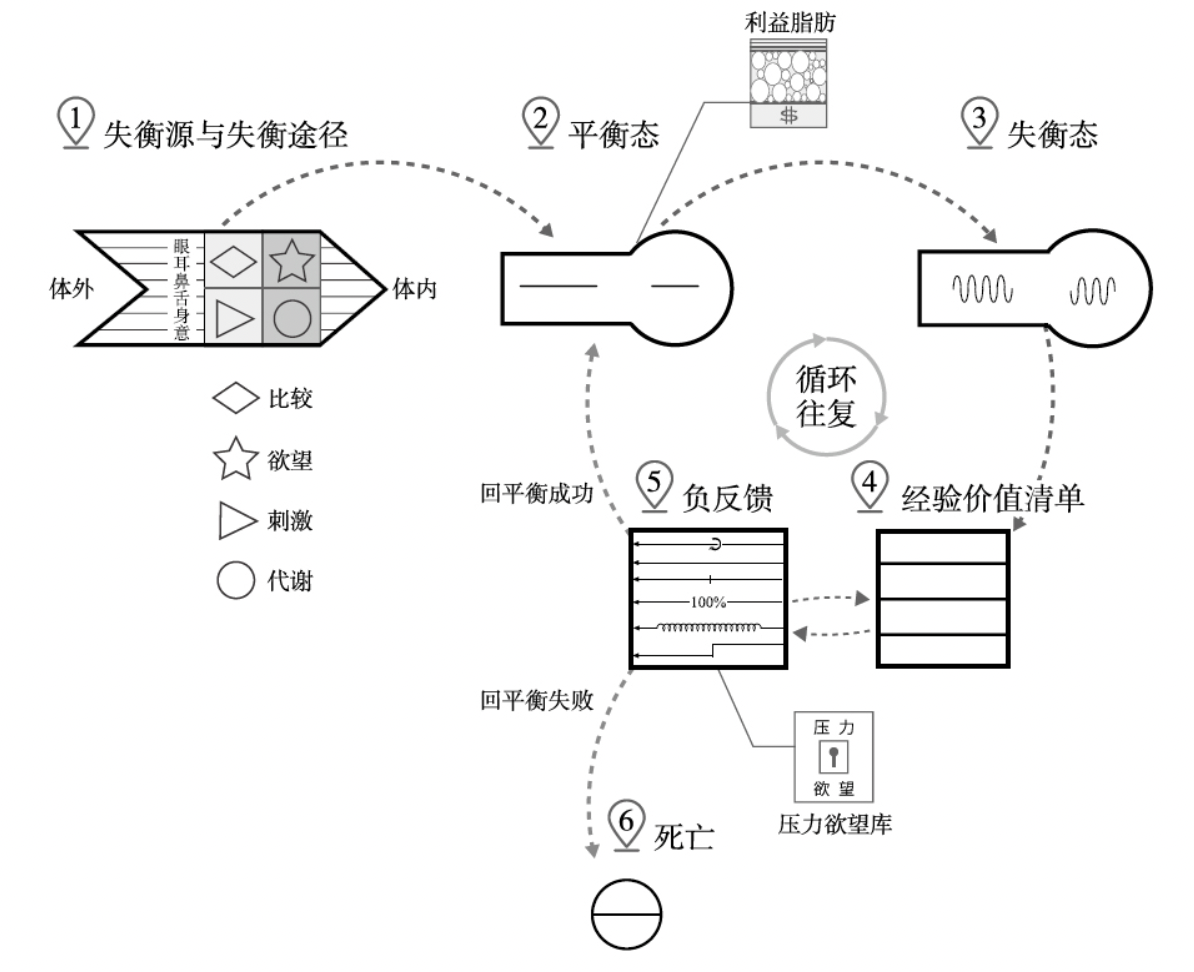 利益脂肪
$
1
失衡源与失衡途径
2
平衡态
3
失衡态
体外
眼
耳
鼻
舌
身
意
体内
比较
欲望
刺激
代谢
循环
往复
回平衡成功
5
负反馈
4
经验价值清单
100%
回平衡失败
压力
欲望
压力欲望库
6
死亡